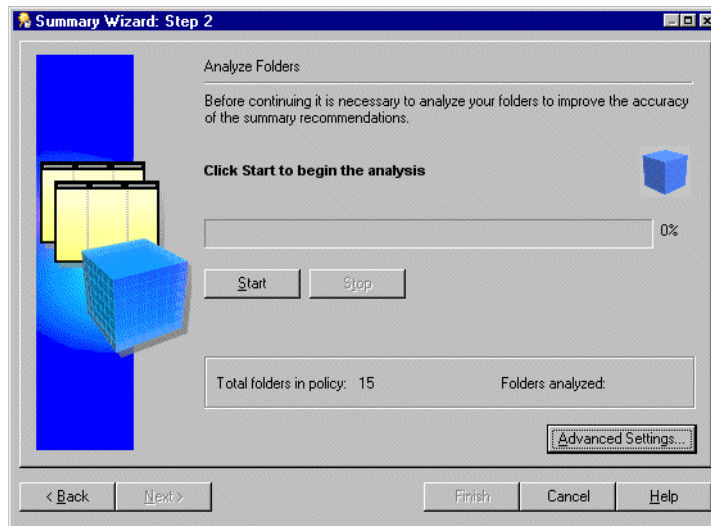 Summary Wizard: Step 2
Analyze Folders
Before continuing it is necessary to analyze your folders to improve the accuracy
of the summary recommendations.
Click Start to begin the analysis
0%
Start
Stop
Total folders in policy: 15
Folders analyzed:
Advanced Settings...
< Back
Next >
Finish
Cancel
Help